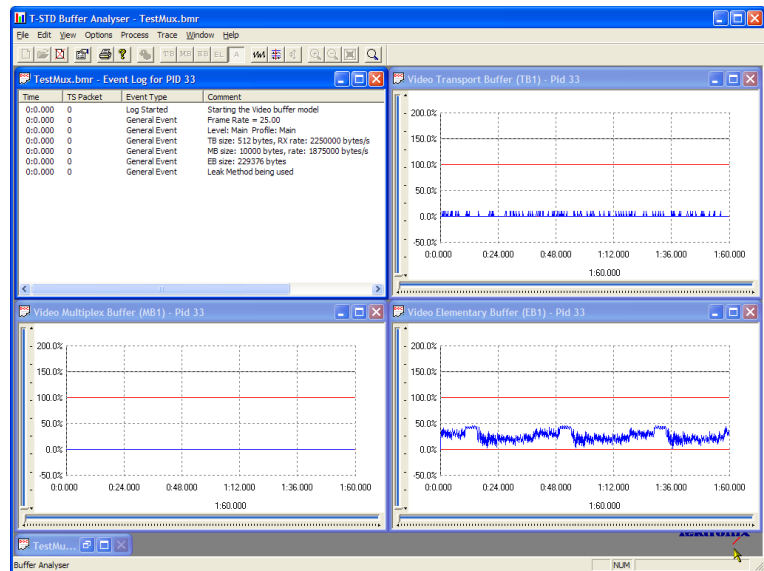 T-STD Buffer Analyser - TestMux.bmr
File Edit View Options Process Trace Window Help
TB MB EB EL A
TestMux.bmr - Event Log for PID 33
Time TS Packet Event Type Comment
0:0.000 0 Log Started Starting the Video buffer model
0:0.000 0 General Event Frame Rate = 25.00
0:0.000 0 General Event Level: Main Profile: Main
0:0.000 0 General Event TB size: 512 bytes, RX rate: 2250000 bytes/s
0:0.000 0 General Event MB size: 10000 bytes, rate: 1875000 bytes/s
0:0.000 0 General Event EB size: 229376 bytes
0:0.000 0 General Event Leak Method being used
Video Transport Buffer (TB1) - Pid 33
200.0%
150.0%
100.0%
50.0%
0.0%
-50.0%
0:0.000 0:24.000 0:48.000 1:12.000 1:36.000 1:60.000
1:60.000
Video Multiplex Buffer (MB1) - Pid 33
200.0%
150.0%
100.0%
50.0%
0.0%
-50.0%
0:0.000 0:24.000 0:48.000 1:12.000 1:36.000 1:60.000
1:60.000
Video Elementary Buffer (EB1) - Pid 33
200.0%
150.0%
100.0%
50.0%
0.0%
-50.0%
0:0.000 0:24.000 0:48.000 1:12.000 1:36.000 1:60.000
1:60.000
TestMu...
Tektronix
Buffer Analyser
NUM